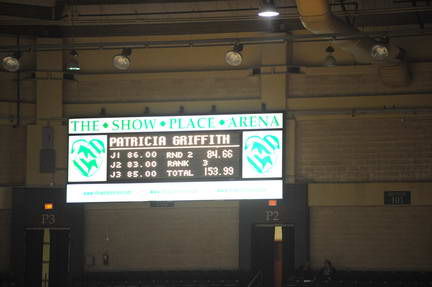 THE • SHOW • PLACE • ARENA
PATRICIA GRIFFITH
J1 86.00 RND 2 84.66
J2 83.00 RANK 3
J3 85.00 TOTAL 153.99
P3
P2
101